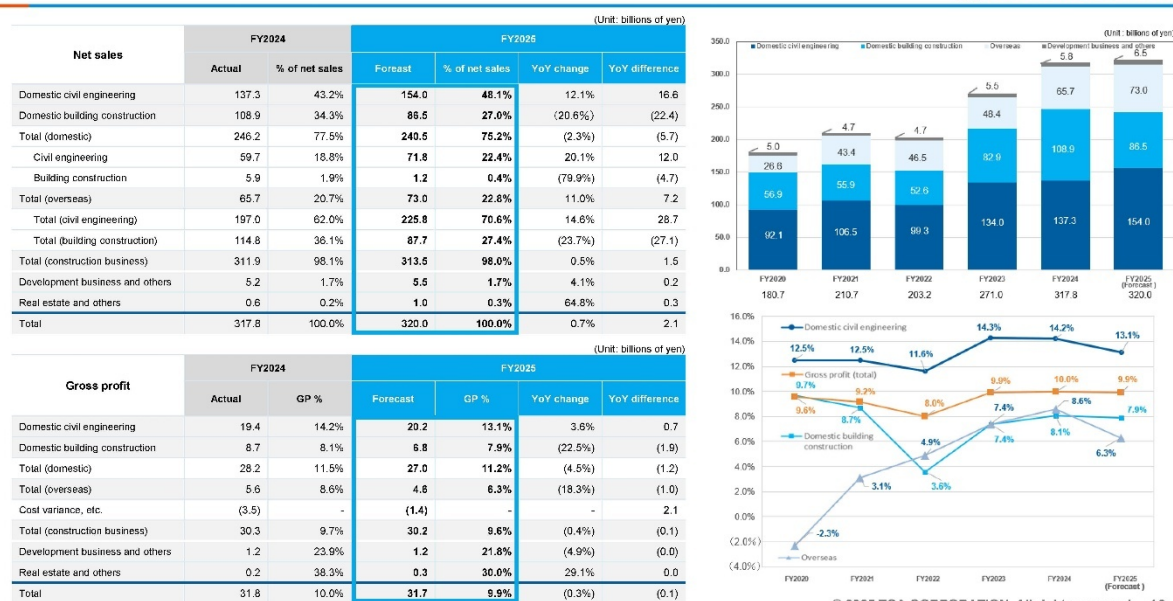 (Unit: billions of yen)
Net sales FY2024 FY2025
Actual % of net sales Foreast % of net sales YoY change YoY difference
Domestic civil engineering 137.3 43.2% 154.0 48.1% 12.1% 16.6
Domestic building construction 108.9 34.3% 86.5 27.0% (20.6%) (22.4)
Total (domestic) 246.2 77.5% 240.5 75.2% (2.3%) (5.7)
Civil engineering 59.7 18.8% 71.8 22.4% 20.1% 12.0
Building construction 5.9 1.9% 1.2 0.4% (79.9%) (4.7)
Total (overseas) 65.7 20.7% 73.0 22.8% 11.0% 7.2
Total (civil engineering) 197.0 62.0% 225.8 70.6% 14.6% 28.7
Total (building construction) 114.8 36.1% 87.7 27.4% (23.7%) (27.1)
Total (construction business) 311.9 98.1% 313.5 98.0% 0.5% 1.5
Development business and others 5.2 1.7% 5.5 1.7% 4.1% 0.2
Real estate and others 0.6 0.2% 1.0 0.3% 64.8% 0.3
Total 317.8 100.0% 320.0 100.0% 0.7% 2.1
(Unit: billions of yen)
Gross profit FY2024 FY2025
Actual GP % Forecast GP % YoY change YoY difference
Domestic civil engineering 19.4 14.2% 20.2 13.1% 3.6% 0.7
Domestic building construction 8.7 8.1% 6.8 7.9% (22.5%) (1.9)
Total (domestic) 28.2 11.5% 27.0 11.2% (4.5%) (1.2)
Total (overseas) 5.6 8.6% 4.6 6.3% (18.3%) (1.0)
Cost variance, etc. (3.5) - (1.4) - - 2.1
Total (construction business) 30.3 9.7% 30.2 9.6% (0.4%) (0.1)
Development business and others 1.2 23.9% 1.2 21.8% (4.9%) (0.0)
Real estate and others 0.2 38.3% 0.3 30.0% 29.1% 0.0
Total 31.8 10.0% 31.7 9.9% (0.3%) (0.1)
(Unit: billions of yen)
Domestic civil engineering Domestic building construction Overseas Development business and others
350.0
300.0
250.0
200.0
150.0
100.0
50.0
0.0
5.0 4.7 4.7 5.5 5.8 6.5
26.6 43.4 46.5 48.4 65.7 73.0
56.9 55.9 52.6 82.9 108.9 86.5
92.1 106.5 99.3 134.0 137.3 154.0
FY2020 FY2021 FY2022 FY2023 FY2024 FY2025
(Forecast)
180.7 210.7 203.2 271.0 317.8 320.0
16.0%
14.0%
12.0%
10.0%
8.0%
6.0%
4.0%
2.0%
0.0%
(2.0%)
(4.0%)
Domestic civil engineering
12.5% 12.5% 11.6% 14.3% 14.2% 13.1%
Gross profit (total)
9.6% 9.2% 8.0% 9.9% 10.0% 9.9%
Domestic building
construction
9.7% 8.7% 3.6% 7.4% 8.1% 7.9%
Overseas
-2.3% 3.1% 4.9% 7.4% 8.6% 6.3%
FY2020 FY2021 FY2022 FY2023 FY2024 FY2025
(Forecast)